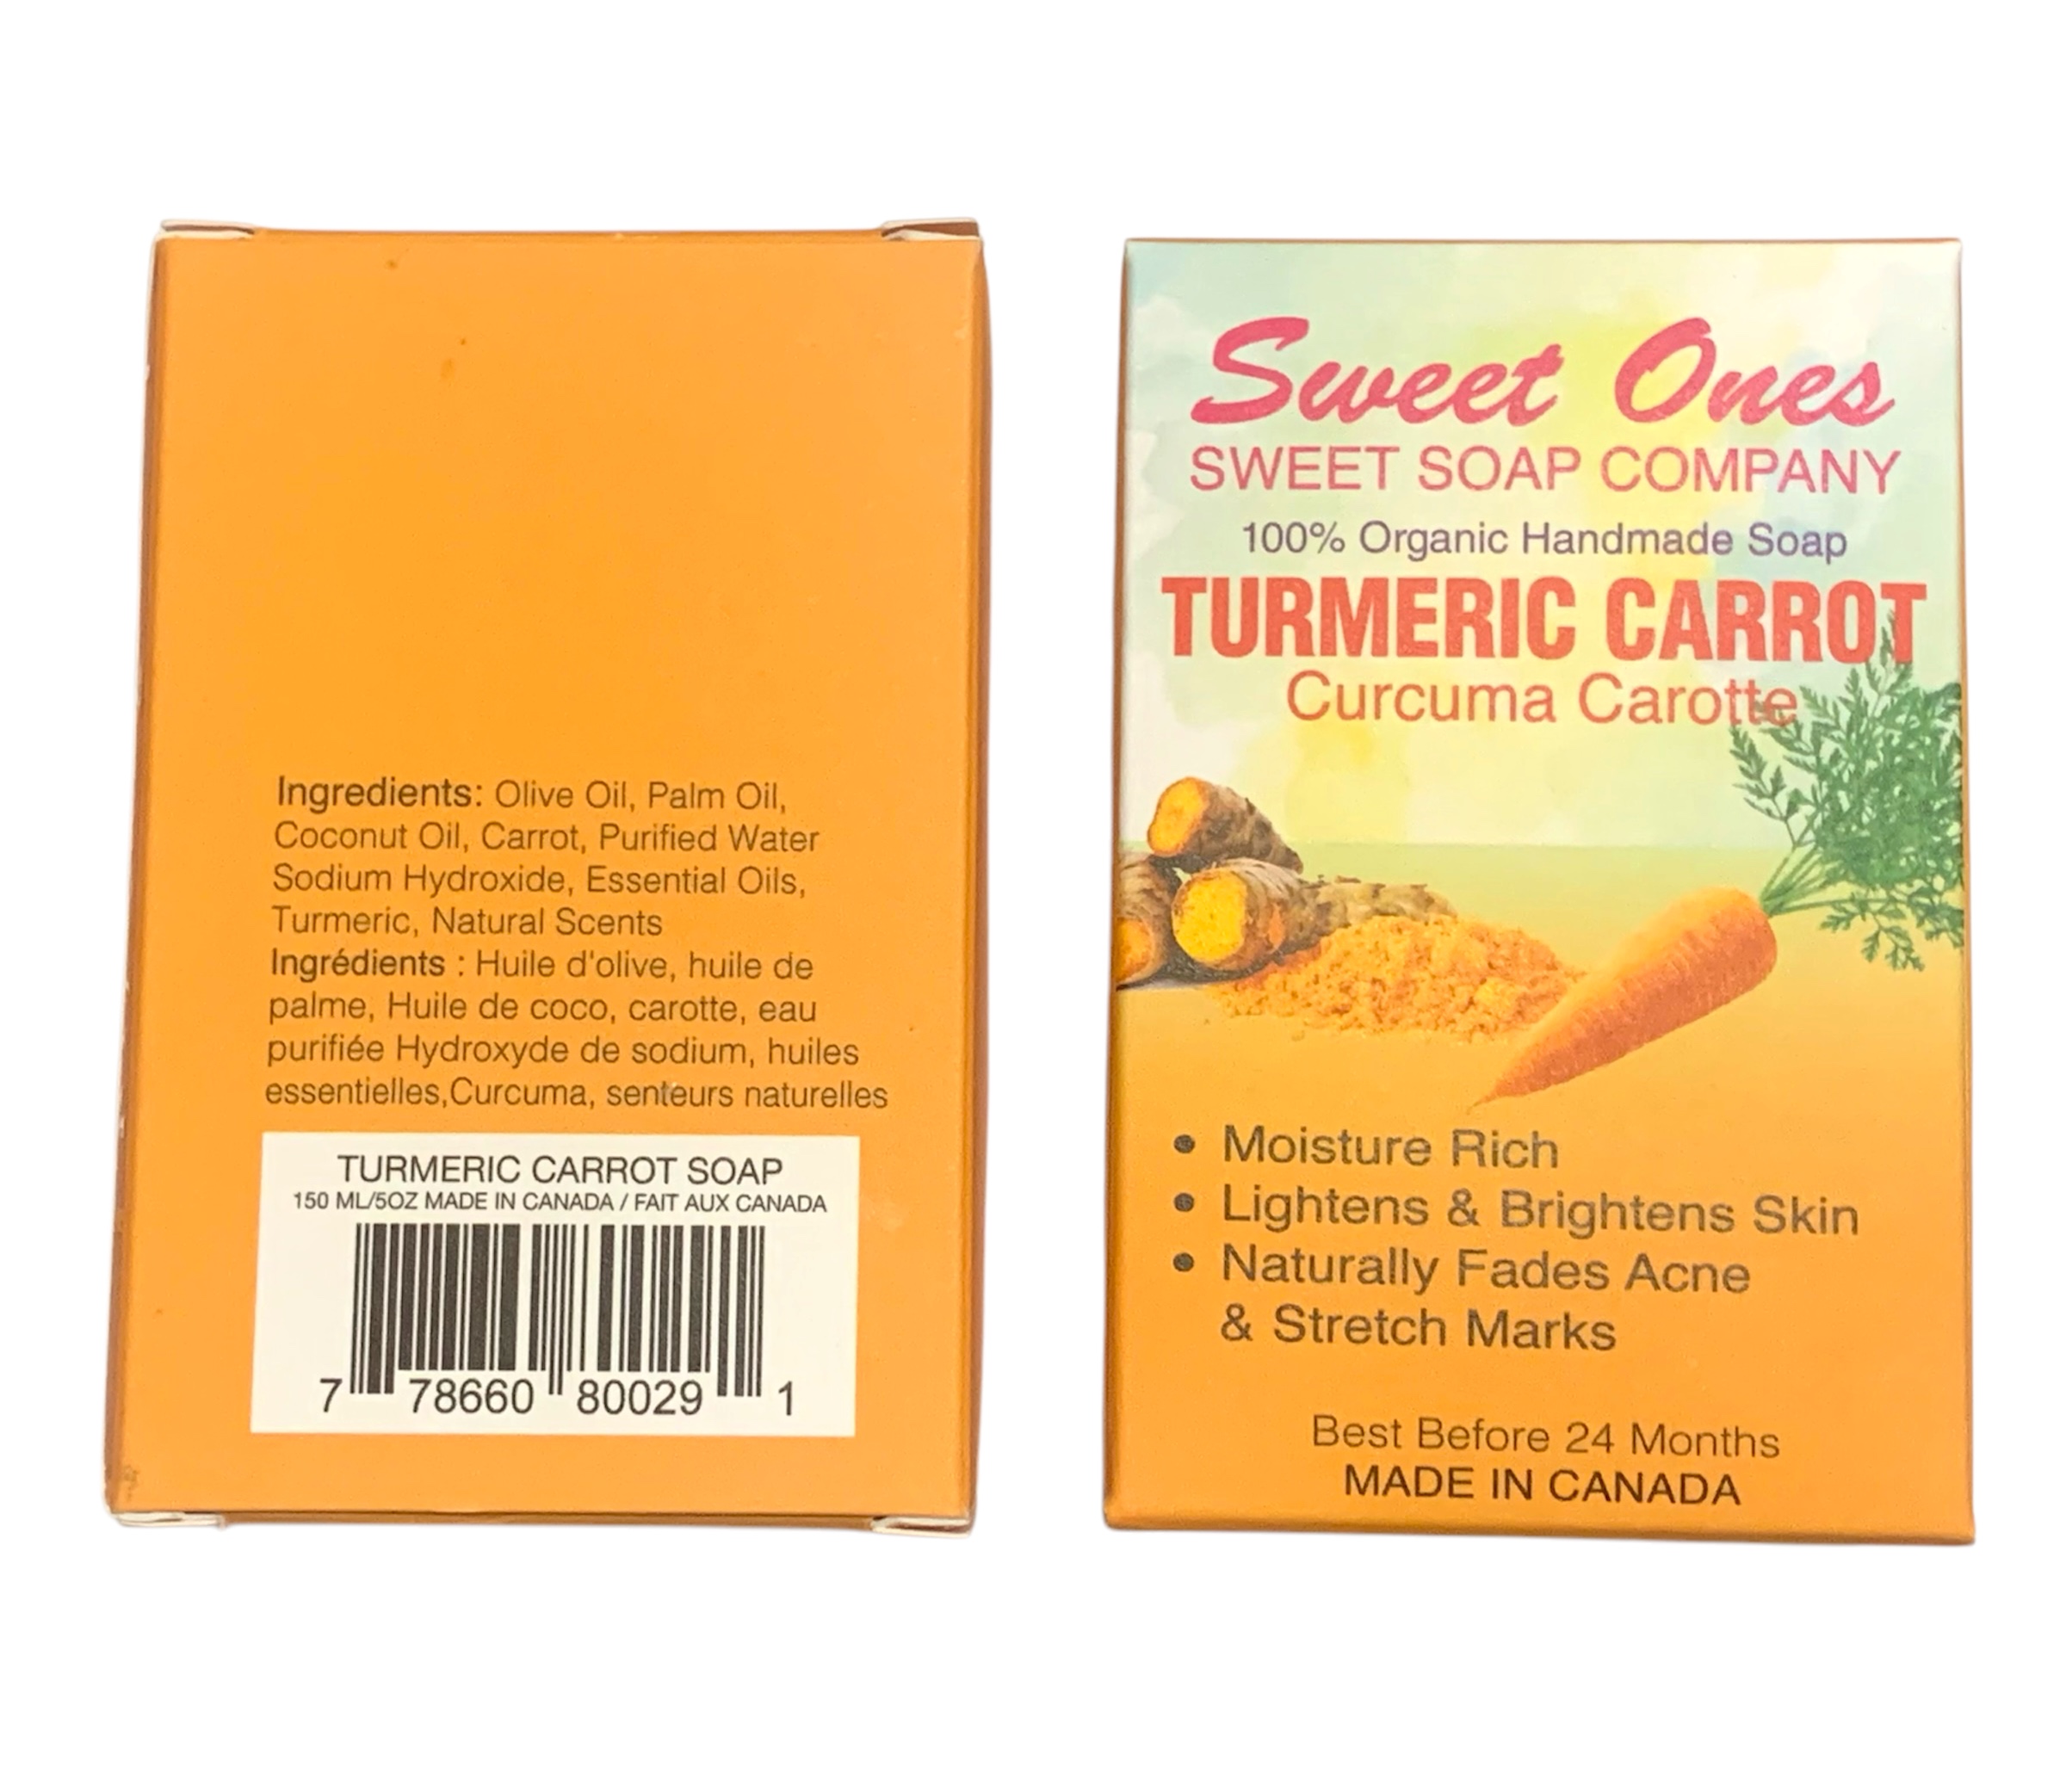 Ingredients: Olive Oil, Palm Oil,
Coconut Oil, Carrot, Purified Water
Sodium Hydroxide, Essential Oils,
Turmeric, Natural Scents
Ingrédients : Huile d'olive, huile de
palme, Huile de coco, carotte, eau
purifiée Hydroxyde de sodium, huiles
essentielles,Curcuma, senteurs naturelles
TURMERIC CARROT SOAP
150 ML/5OZ MADE IN CANADA / FAIT AUX CANADA
7 78660 80029 1
Sweet Ones
SWEET SOAP COMPANY
100% Organic Handmade Soap
TURMERIC CARROT
Curcuma Carotte
• Moisture Rich
• Lightens & Brightens Skin
• Naturally Fades Acne
& Stretch Marks
Best Before 24 Months
MADE IN CANADA